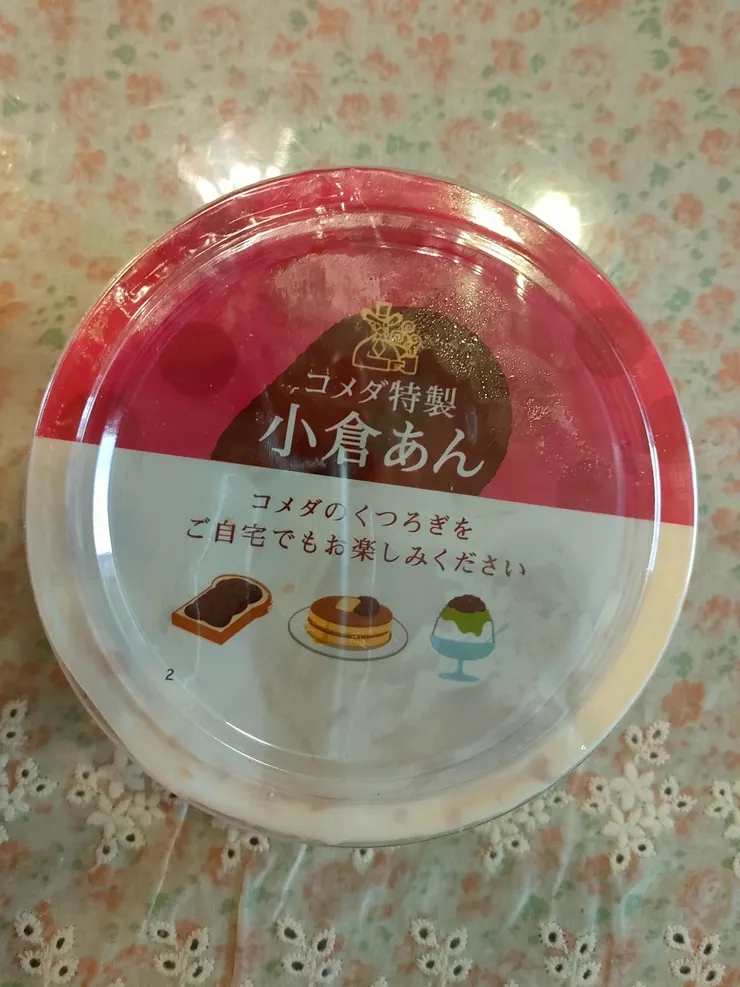 コメダ特製
小倉あん
コメダのくつろぎを
ご自宅でもお楽しみください
2